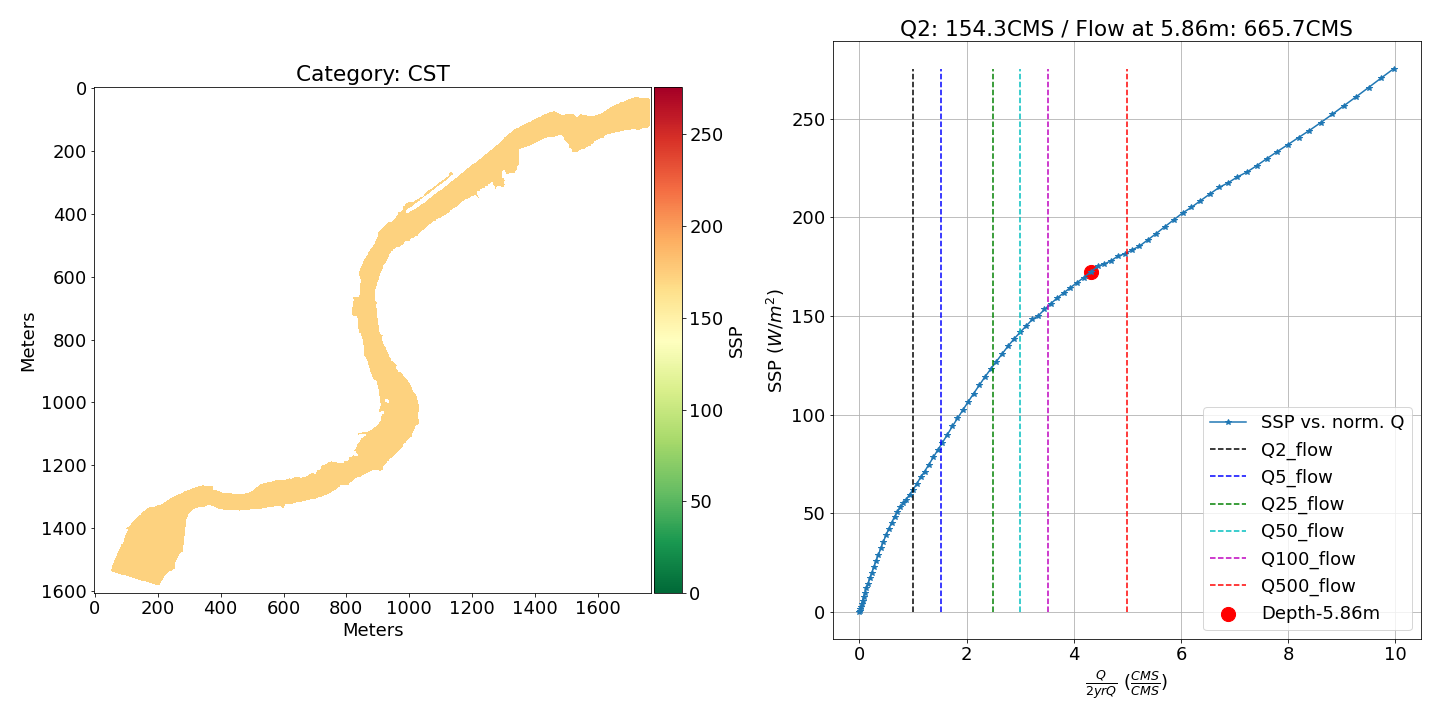 Category: CST
0
200
400
600
800
1000
1200
1400
1600
Meters
0 200 400 600 800 1000 1200 1400 1600
Meters
250
200
150
100
50
0
SSP
Q2: 154.3CMS / Flow at 5.86m: 665.7CMS
250
200
150
100
50
0
SSP (W/m²)
SSP vs. norm. Q
Q2_flow
Q5_flow
Q25_flow
Q50_flow
Q100_flow
Q500_flow
Depth-5.86m
0 2 4 6 8 10
Q/2yrQ (CMS/CMS)